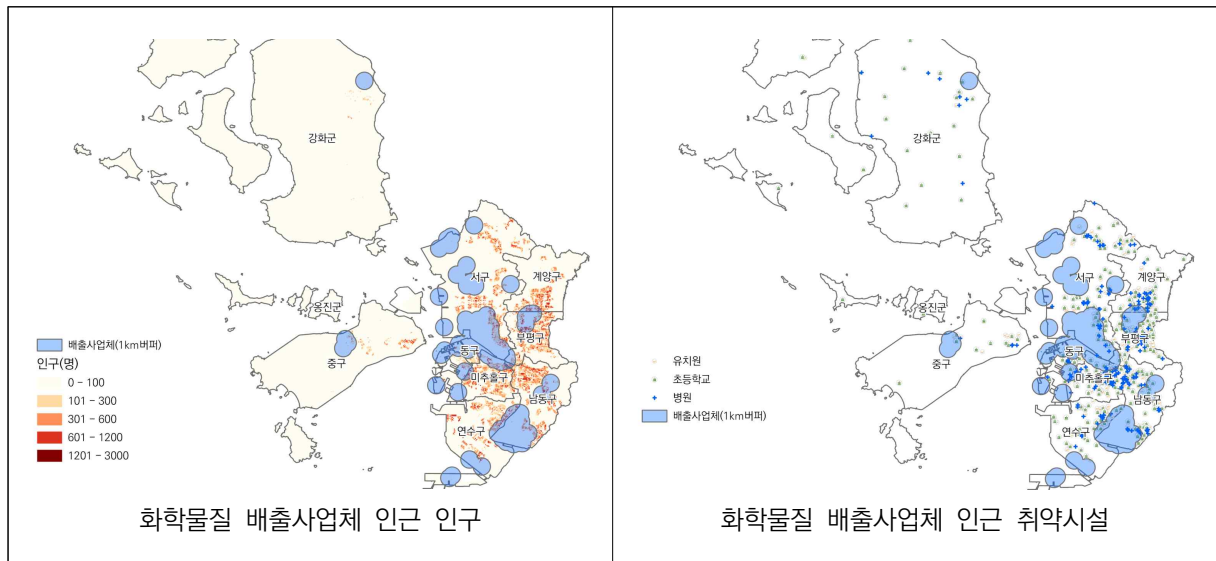 강화군
서구
계양구
옹진군
부평구
중구
동구
미추홀구
남동구
연수구
배출사업체(1km버퍼)
인구(명)
0 - 100
101 - 300
301 - 600
601 - 1200
1201 - 3000
화학물질 배출사업체 인근 인구
강화군
서구
계양구
옹진군
부평구
중구
동구
미추홀구
남동구
연수구
유치원
초등학교
병원
배출사업체(1km버퍼)
화학물질 배출사업체 인근 취약시설